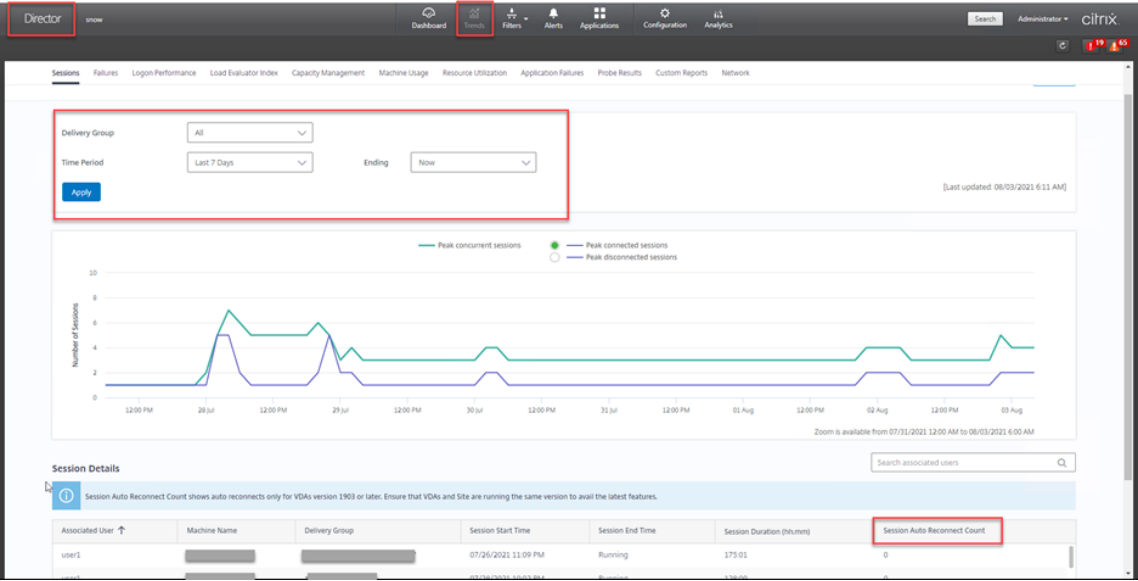 Director snow Dashboard Trends Filters Alerts Applications Configuration Analytics Search Administrator citrix
19 65
Sessions Failures Logon Performance Load Evaluator Index Capacity Management Machine Usage Resource Utilization Application Failures Probe Results Custom Reports Network
Delivery Group All
Time Period Last 7 Days Ending Now
Apply
[Last updated: 08/03/2021 6:11 AM]
Peak concurrent sessions Peak connected sessions
Peak disconnected sessions
Number of Sessions
10
8
6
4
2
0
12:00 PM 28 Jul 12:00 PM 29 Jul 12:00 PM 30 Jul 12:00 PM 31 Jul 12:00 PM 01 Aug 12:00 PM 02 Aug 12:00 PM 03 Aug
Zoom is available from 07/31/2021 12:00 AM to 08/03/2021 6:00 AM
Session Details Search associated users
Session Auto Reconnect Count shows auto reconnects only for VDAs version 1903 or later. Ensure that VDAs and Site are running the same version to avail the latest features.
Associated User Machine Name Delivery Group Session Start Time Session End Time Session Duration (hh:mm) Session Auto Reconnect Count
user1 07/26/2021 11:09 PM Running 175:01 0
user1 07/28/2021 10:02 PM Running 0